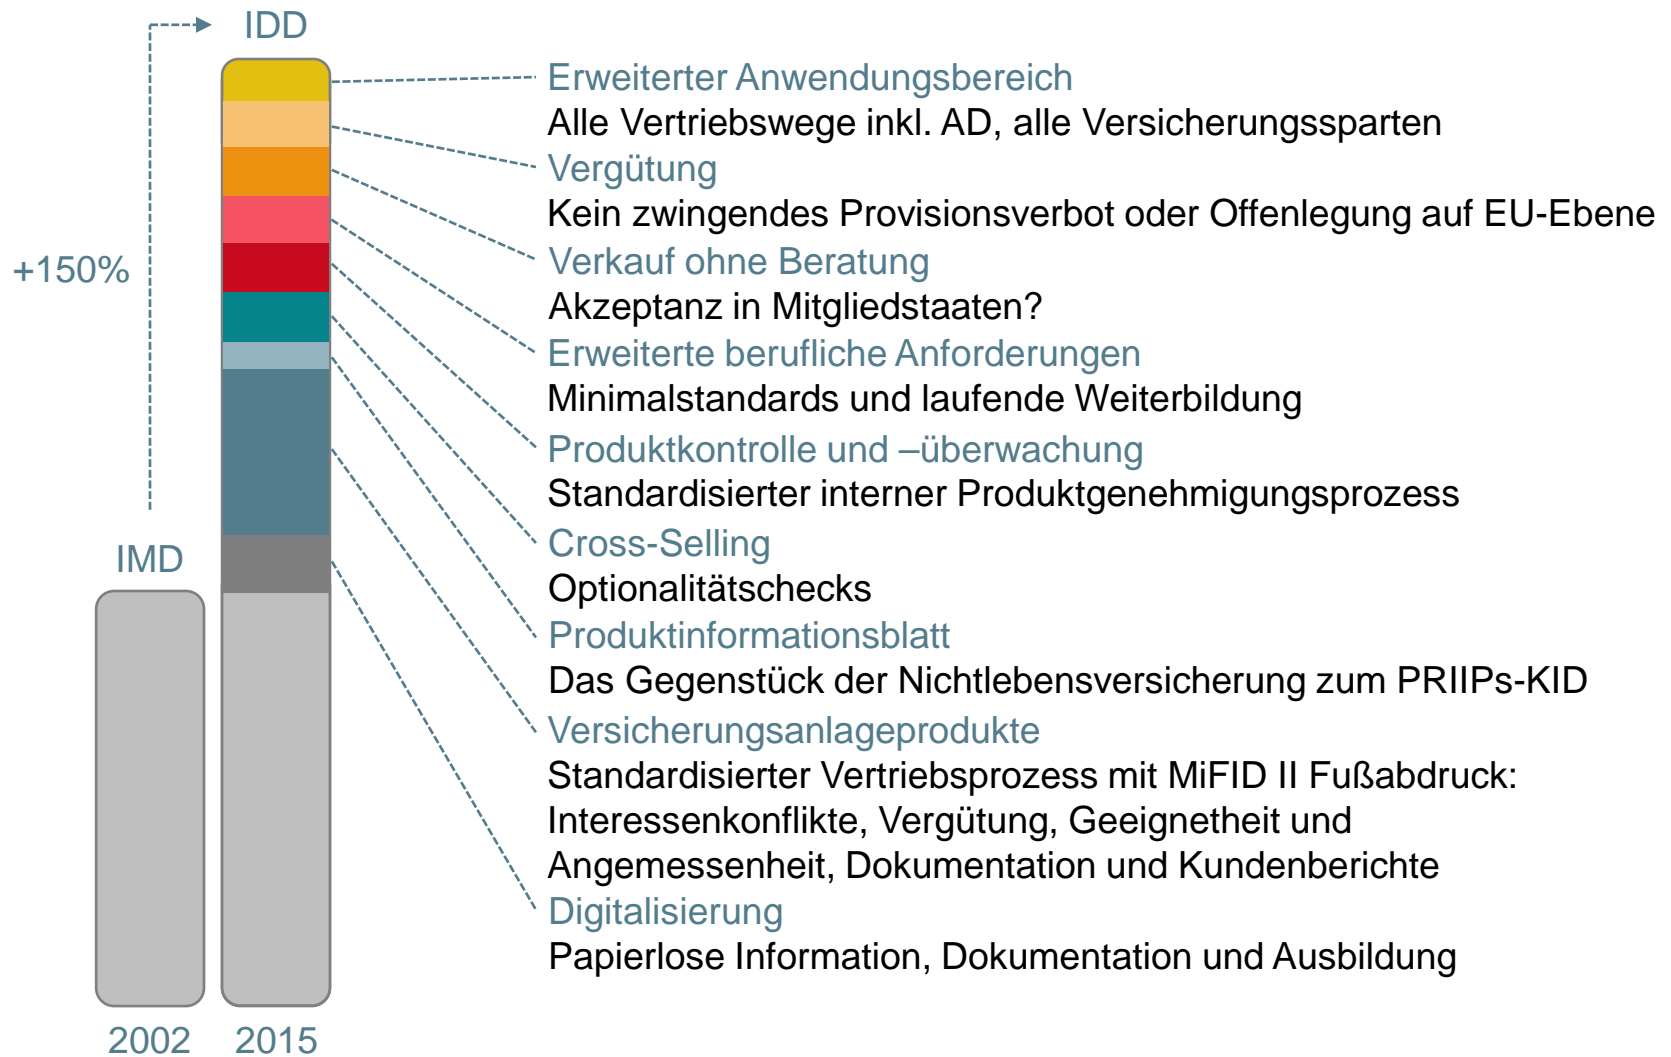 IDD
Erweiterter Anwendungsbereich
Alle Vertriebswege inkl. AD, alle Versicherungssparten
Vergütung
Kein zwingendes Provisionsverbot oder Offenlegung auf EU-Ebene
Verkauf ohne Beratung
+150%
Akzeptanz in Mitgliedstaaten?
Erweiterte berufliche Anforderungen
Minimalstandards und laufende Weiterbildung
Produktkontrolle und –überwachung
Standardisierter interner Produktgenehmigungsprozess
Cross-Selling
IMD
Optionalitätschecks
Produktinformationsblatt
Das Gegenstück der Nichtlebensversicherung zum PRIIPs-KID
Versicherungsanlageprodukte
Standardisierter Vertriebsprozess mit MiFID II Fußabdruck:
Interessenkonflikte, Vergütung, Geeignetheit und
Angemessenheit, Dokumentation und Kundenberichte
Digitalisierung
Papierlose Information, Dokumentation und Ausbildung
2002
2015